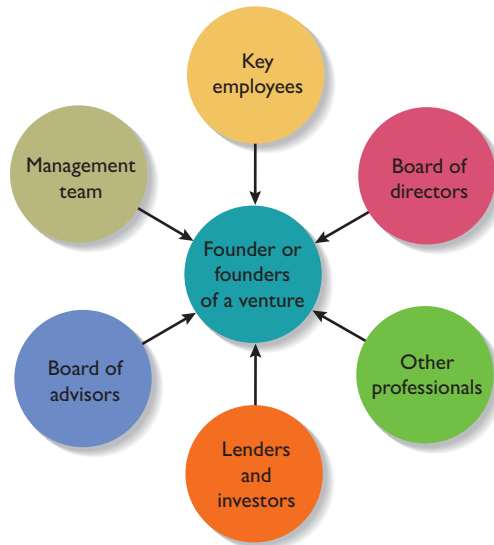 Key
employees
Management
team
Board of
directors
Founder or
founders
of a venture
Board of
advisors
Other
professionals
Lenders
and
investors